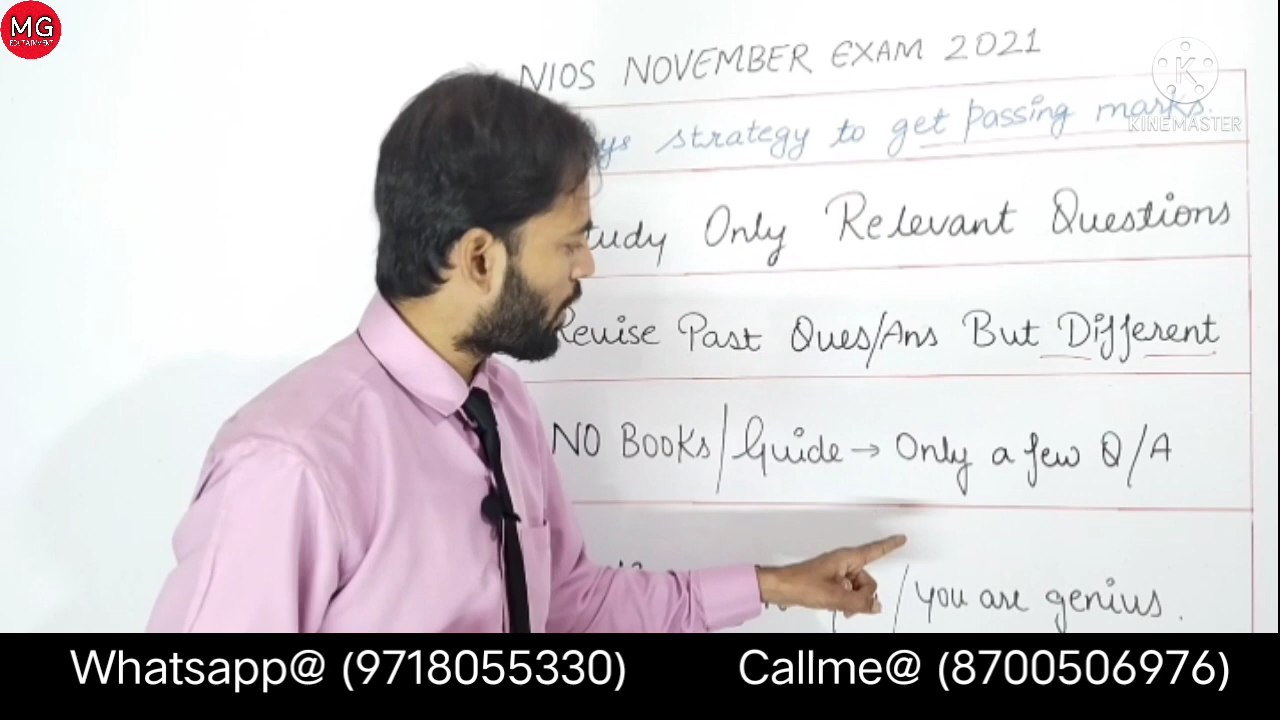 MG
EDUTAINMENT
NIOS NOVEMBER EXAM 2021
KINEMASTER
strategy to get passing marks.
Study Only Relevant Questions
Revise Past Ques/Ans But Different
NO BOOKS/Guide → Only a few Q/A
/ you are genius.
Whatsapp@ (9718055330) Callme@ (8700506976)